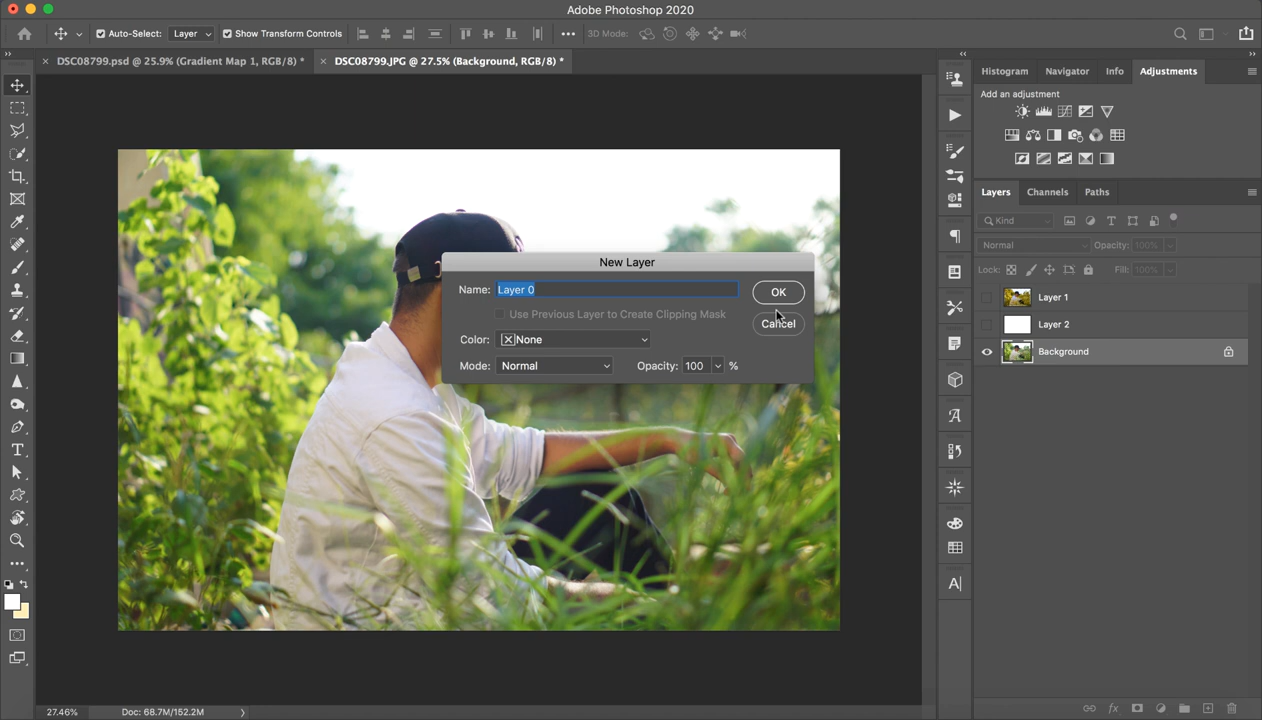 Adobe Photoshop 2020
Auto-Select: Layer Show Transform Controls 3D Mode:
DSC08799.psd @ 25.9% (Gradient Map 1, RGB/8) * DSC08799.JPG @ 27.5% (Background, RGB/8) *
Histogram Navigator Info Adjustments
Add an adjustment
Layers Channels Paths
Kind
Normal Opacity: 100%
Lock: Fill: 100%
Layer 1
Layer 2
Background
New Layer
Name: Layer 0 OK
Use Previous Layer to Create Clipping Mask
Cancel
Color: None
Mode: Normal Opacity: 100 %
27.46% Doc: 68.7M/152.2M